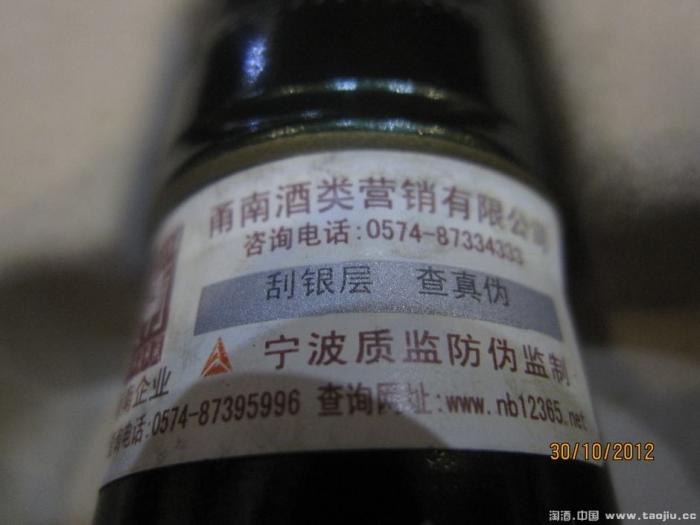 甬南酒类营销有限公司
咨询电话:0574-87334333
刮银层 查真伪
宁波质监防伪监制
企业
电话:0574-87395996 查询网址:www.nb12365.net
30/10/2012
淘酒.中国 www.taojiu.cc